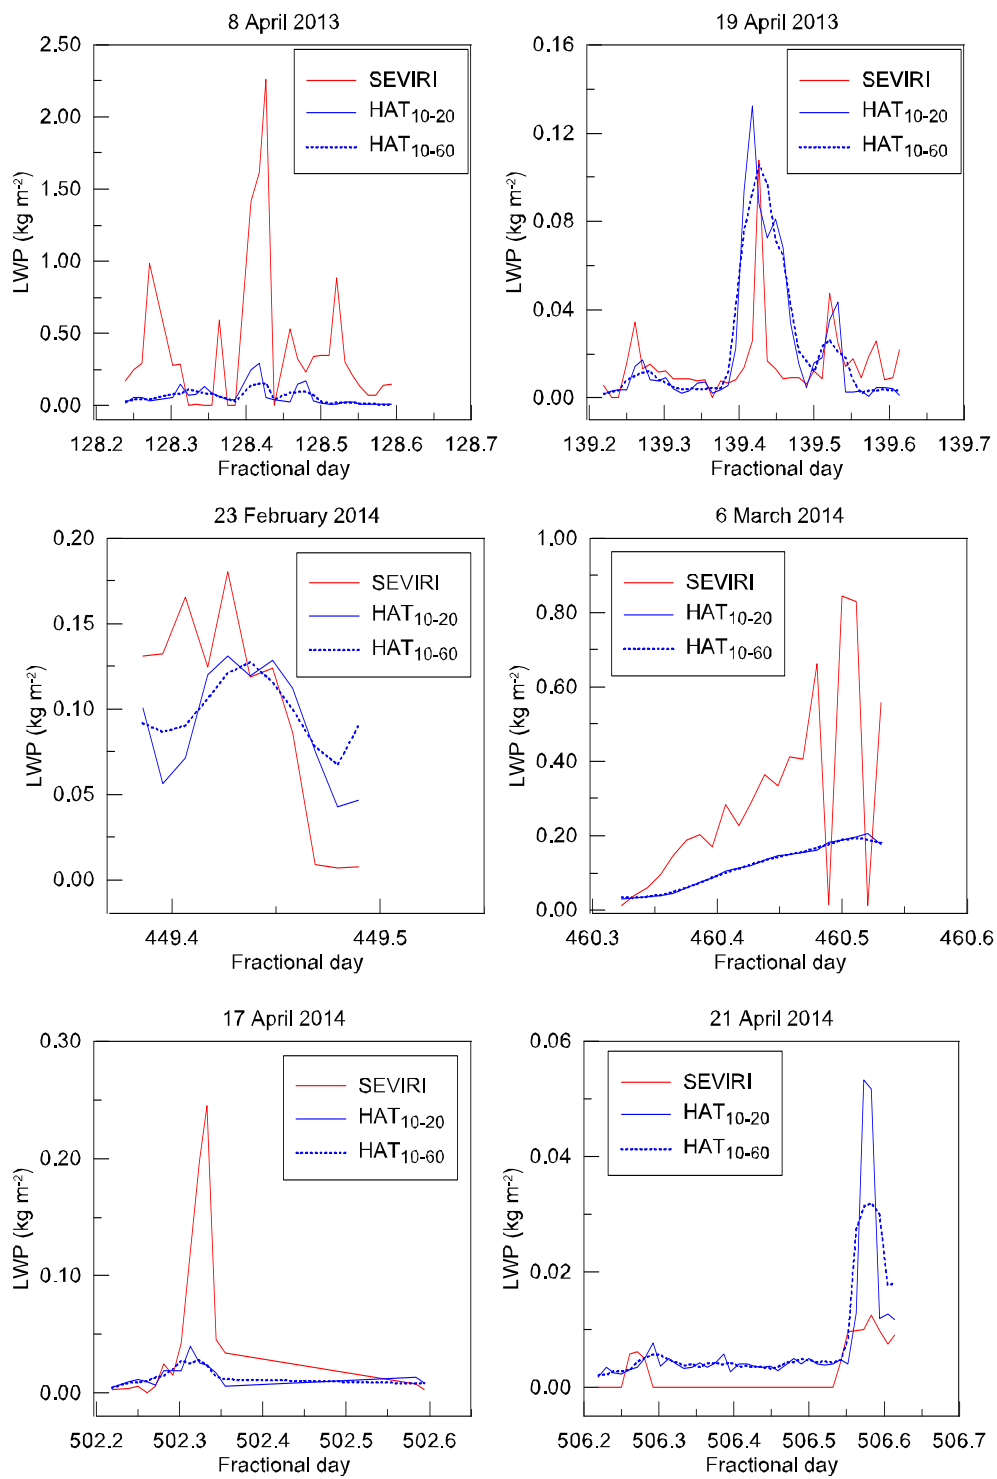 8 April 2013
2.50
2.00
1.50
1.00
0.50
0.00
LWP (kg m-2)
SEVIRI
HAT10-20
HAT10-60
128.2 128.3 128.4 128.5 128.6 128.7
Fractional day
19 April 2013
0.16
0.12
0.08
0.04
0.00
LWP (kg m-2)
SEVIRI
HAT10-20
HAT10-60
139.2 139.3 139.4 139.5 139.6 139.7
Fractional day
23 February 2014
0.20
0.15
0.10
0.05
0.00
LWP (kg m-2)
SEVIRI
HAT10-20
HAT10-60
449.4 449.5
Fractional day
6 March 2014
1.00
0.80
0.60
0.40
0.20
0.00
LWP (kg m-2)
SEVIRI
HAT10-20
HAT10-60
460.3 460.4 460.5 460.6
Fractional day
17 April 2014
0.30
0.20
0.10
0.00
LWP (kg m-2)
SEVIRI
HAT10-20
HAT10-60
502.2 502.3 502.4 502.5 502.6
Fractional day
21 April 2014
0.06
0.04
0.02
0.00
LWP (kg m-2)
SEVIRI
HAT10-20
HAT10-60
506.2 506.3 506.4 506.5 506.6 506.7
Fractional day